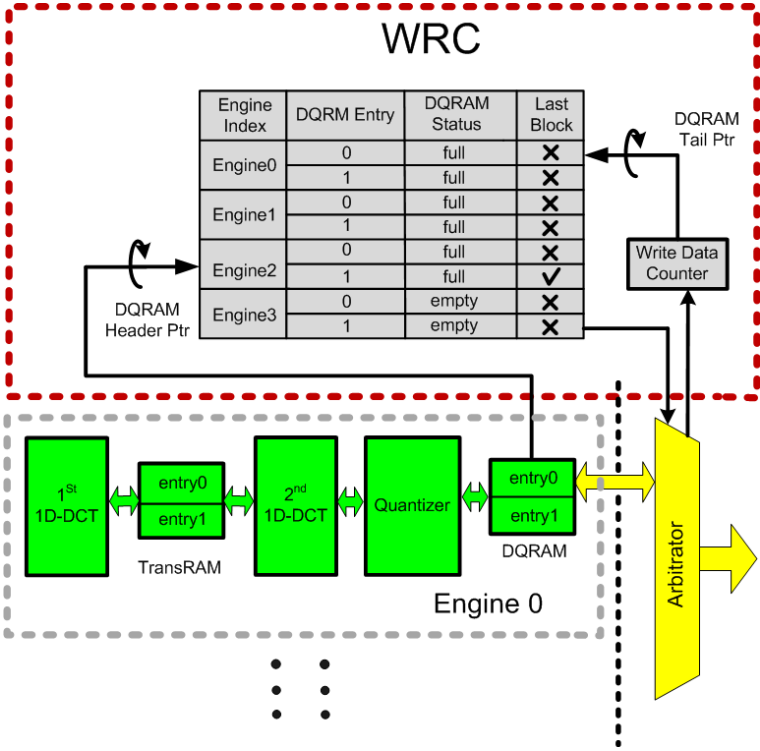 WRC
Engine Index
DQRM Entry
DQRAM Status
Last Block
Engine0
0
full
1
full
Engine1
0
full
1
full
Engine2
0
full
1
full
Engine3
0
empty
1
empty
DQRAM
Tail Ptr
Write Data
Counter
DQRAM
Header Ptr
1St
1D-DCT
entry0
entry1
TransRAM
2nd
1D-DCT
Quantizer
entry0
entry1
DQRAM
Arbitrator
Engine 0